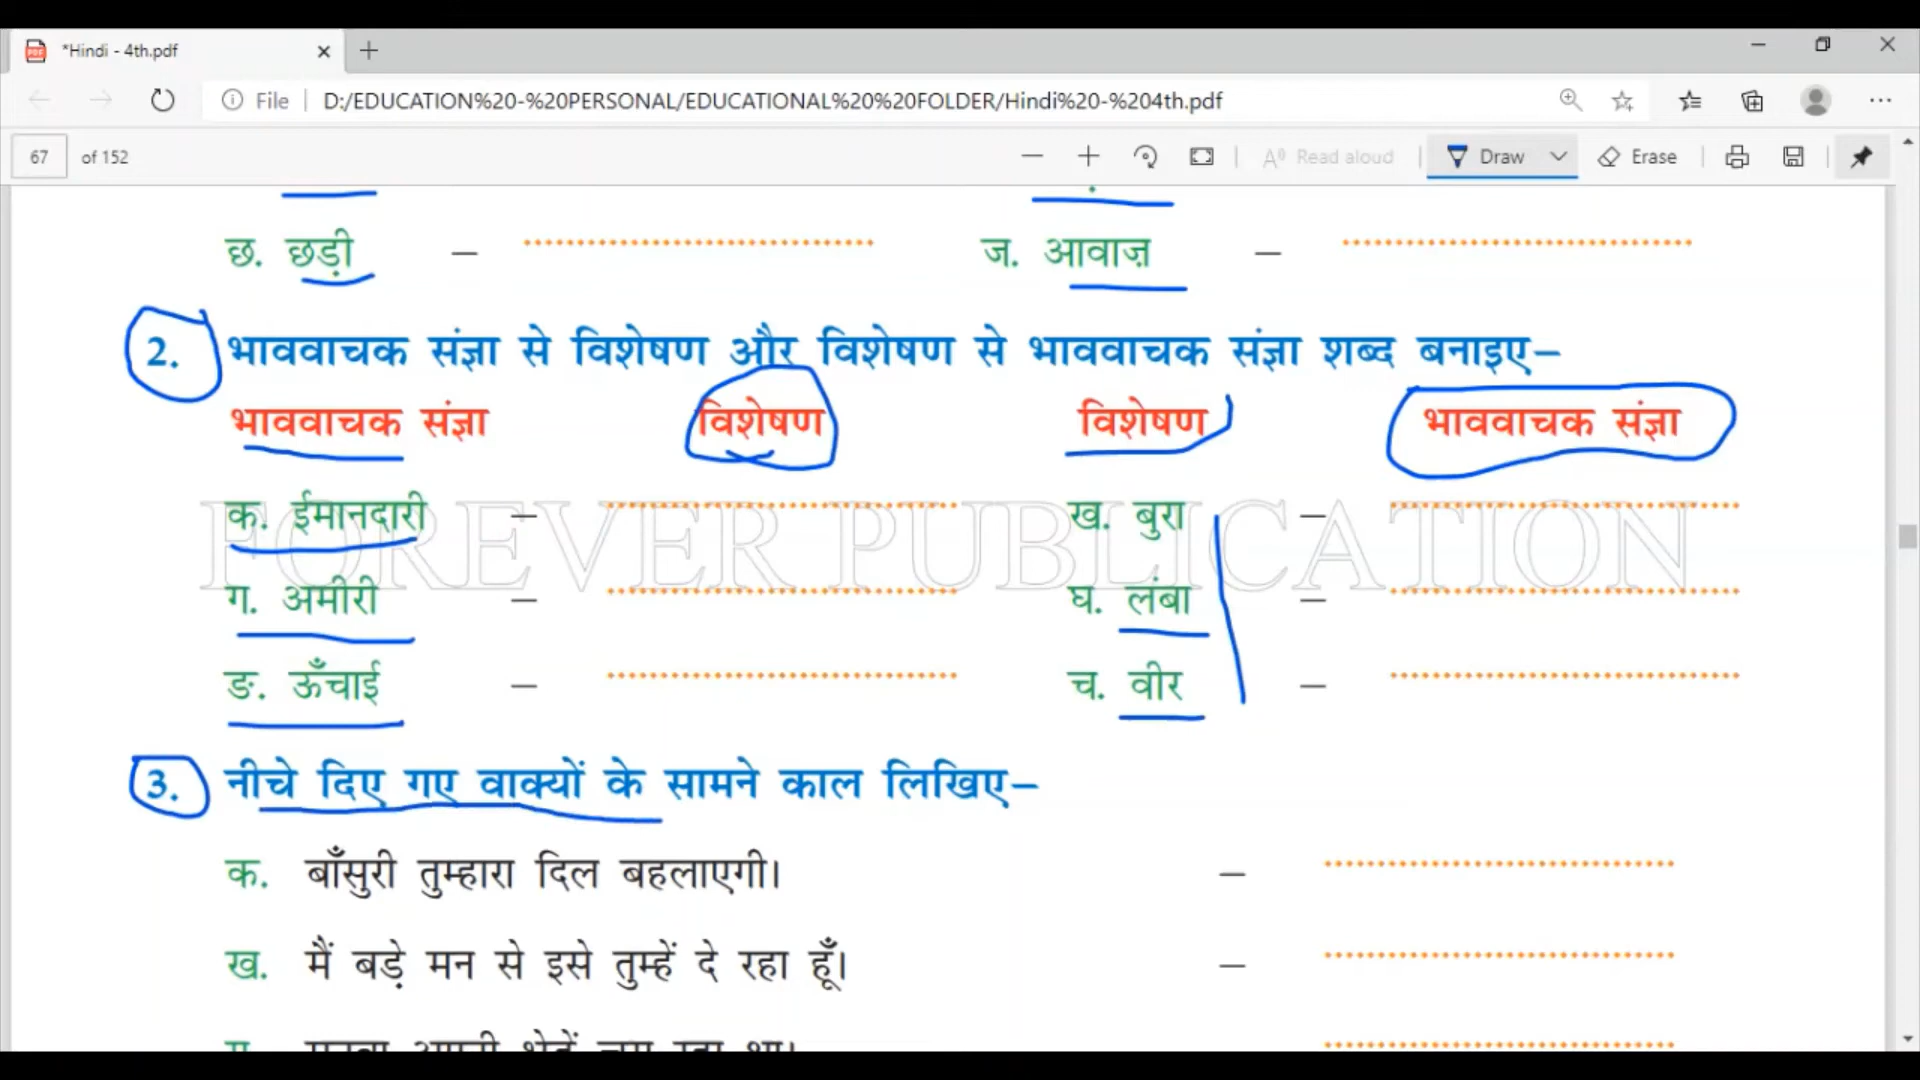 *Hindi - 4th.pdf
File D:/EDUCATION%20-%20PERSONAL/EDUCATIONAL%20%20FOLDER/Hindi%20-%204th.pdf
67 of 152 Read aloud Draw Erase
छ. छड़ी – ज. आवाज़ –
2. भाववाचक संज्ञा से विशेषण और विशेषण से भाववाचक संज्ञा शब्द बनाइए–
भाववाचक संज्ञा विशेषण विशेषण भाववाचक संज्ञा
क. ईमानदारी – ख. बुरा –
FOREVER PUBLICATION
ग. अमीरी – घ. लंबा –
ङ. ऊँचाई – च. वीर –
3. नीचे दिए गए वाक्यों के सामने काल लिखिए–
क. बाँसुरी तुम्हारा दिल बहलाएगी। –
ख. मैं बड़े मन से इसे तुम्हें दे रहा हूँ। –